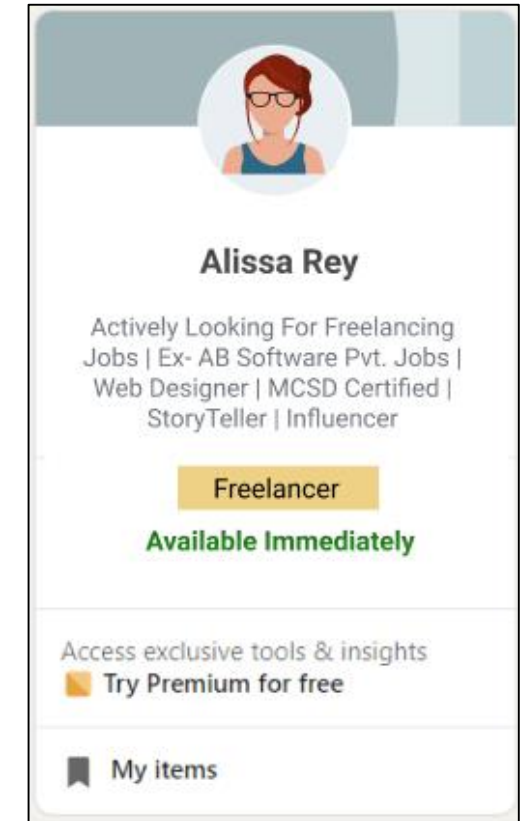 Alissa Rey
Actively Looking For Freelancing
Jobs | Ex- AB Software Pvt. Jobs |
Web Designer | MCSD Certified |
StoryTeller | Influencer
Freelancer
Available Immediately
Access exclusive tools & insights
Try Premium for free
My items